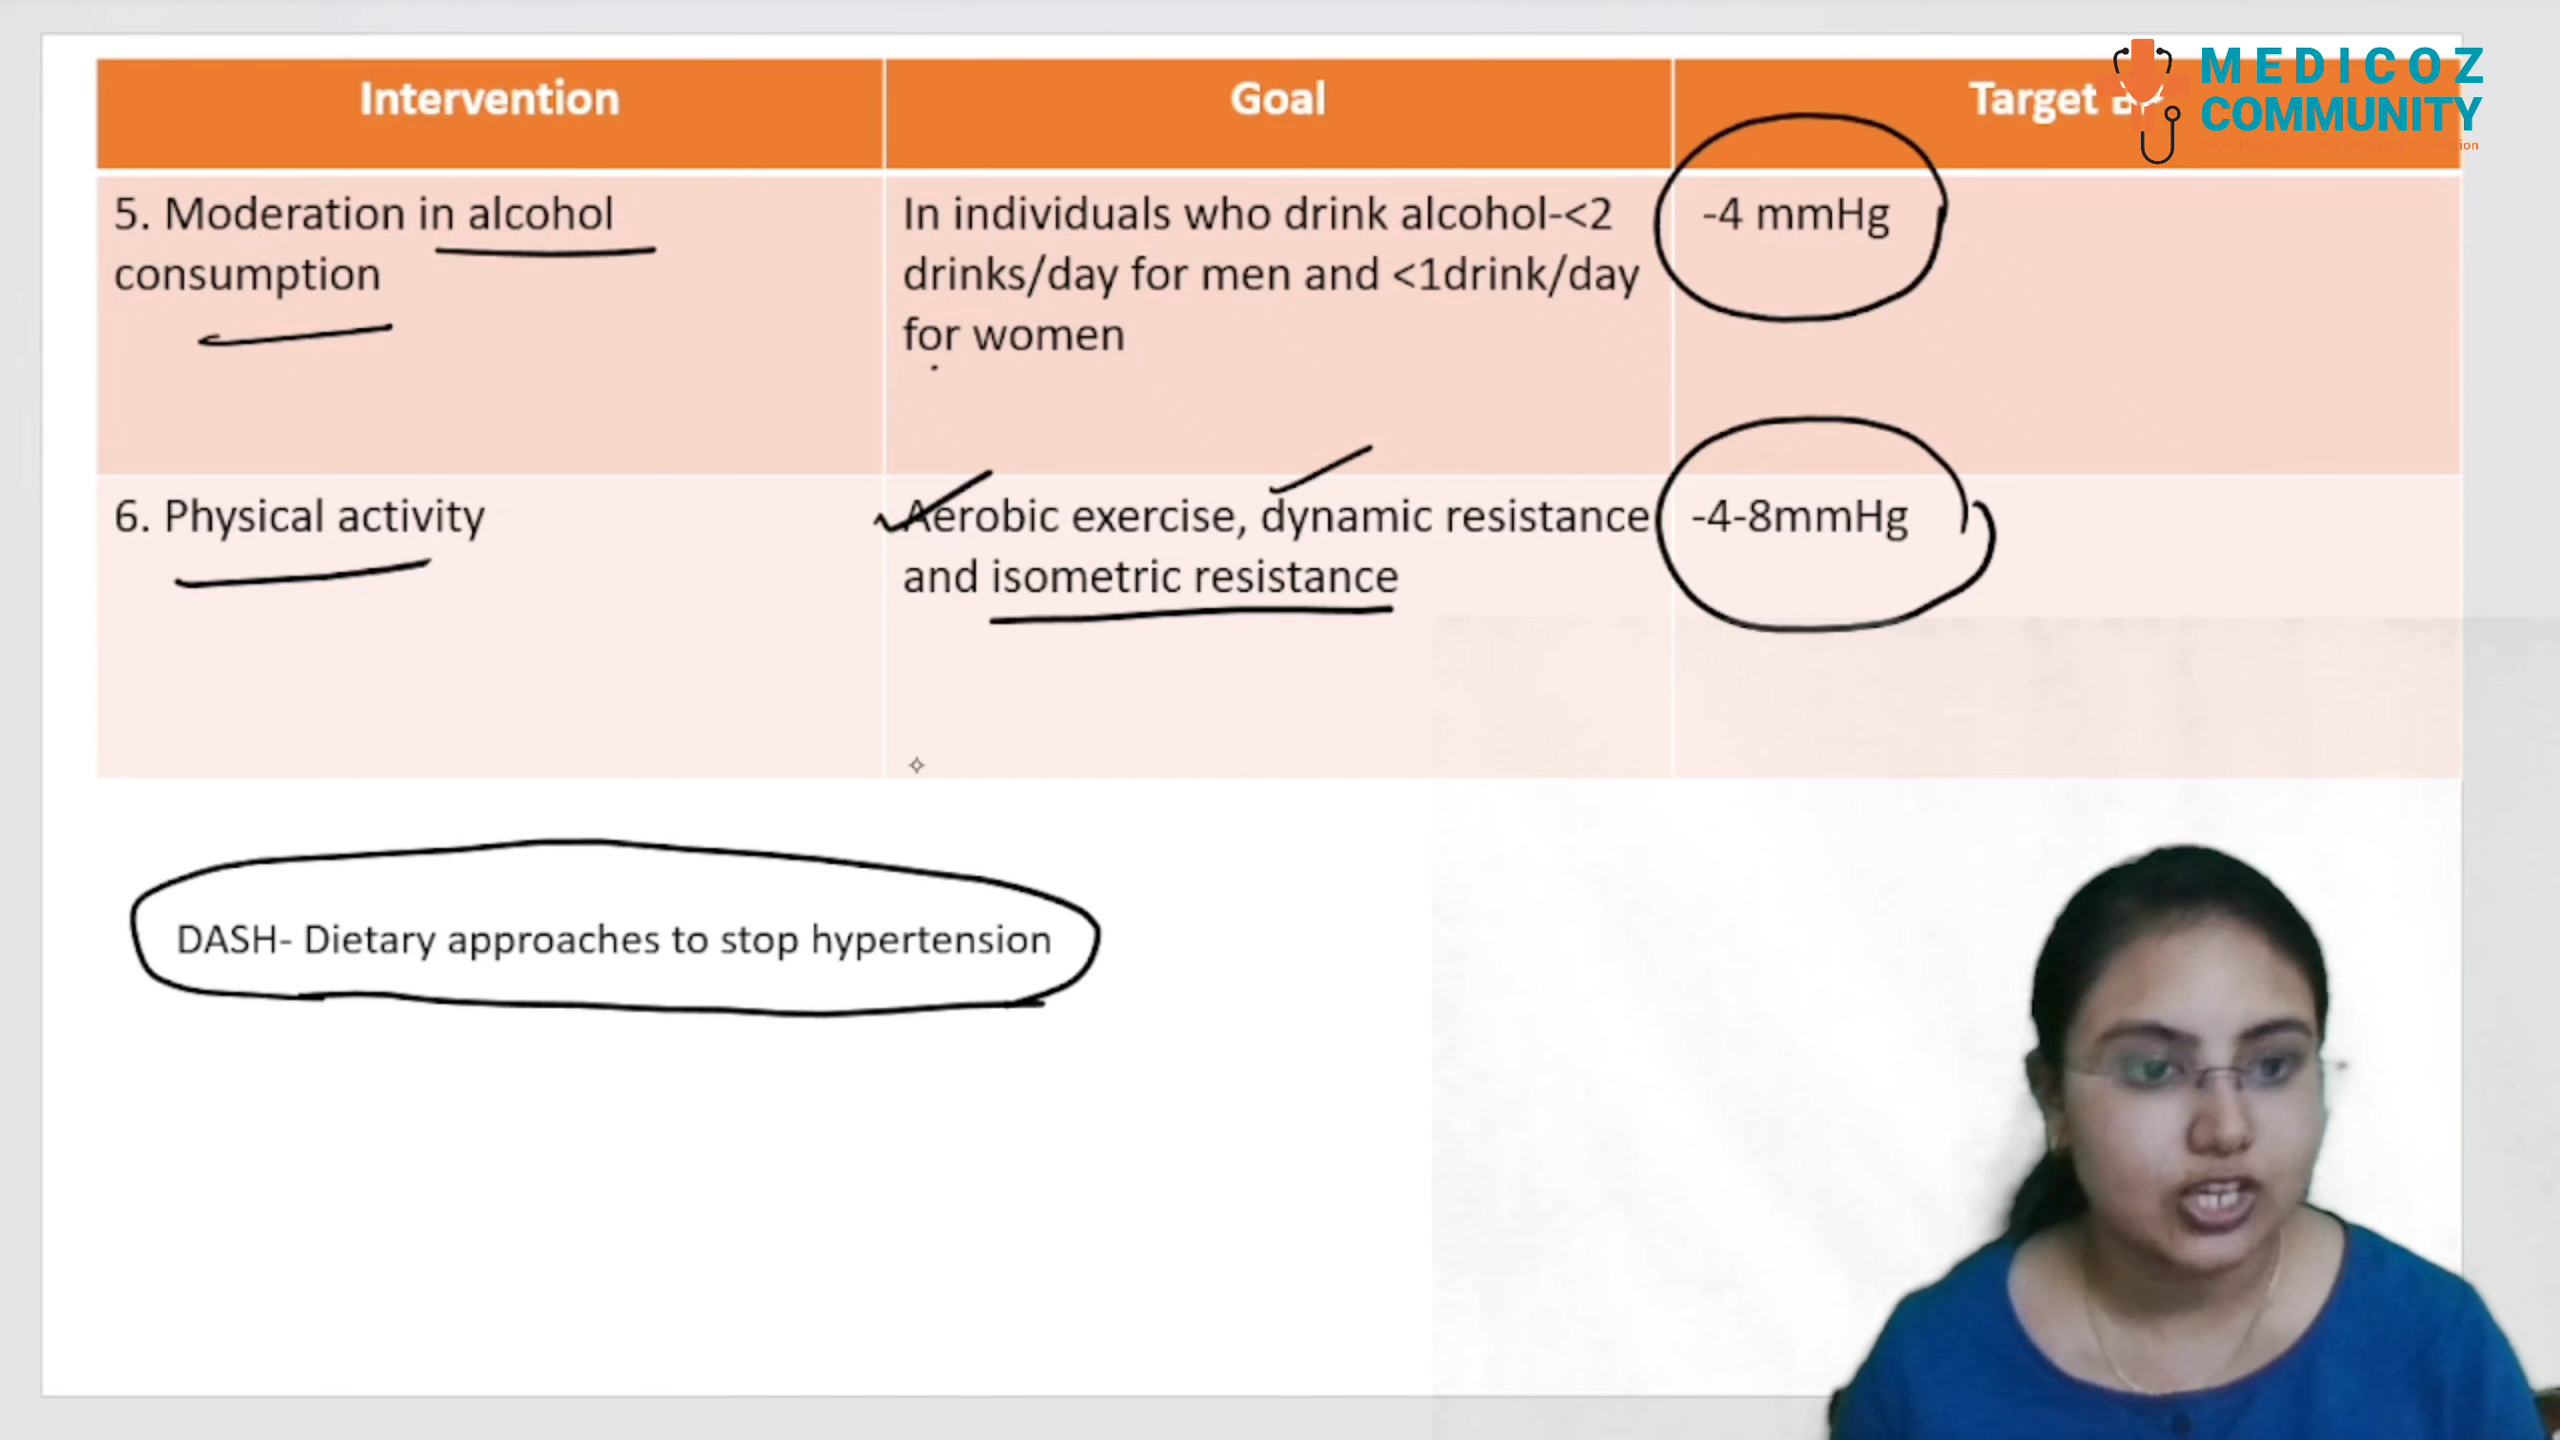 Intervention
Goal
Target
MEDICOZ
COMMUNITY
5. Moderation in alcohol
consumption
In individuals who drink alcohol-<2
drinks/day for men and <1drink/day
for women
-4 mmHg
6. Physical activity
Aerobic exercise, dynamic resistance
and isometric resistance
-4-8mmHg
DASH- Dietary approaches to stop hypertension